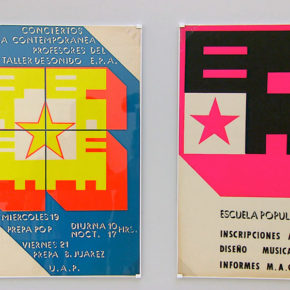 CONCIERTOS
A CONTEMPORANEA
PROFESORES DEL
TALLER DE SONIDO E.P.A.
MIERCOLES 19
PREPA POP
DIURNA 10 HRS.
NOCT. 17
VIERNES 21
PREPA B. JUAREZ
U.A.P.
ESCUELA POPUL
INSCRIPCIONES A
DISEÑO MUSICA
INFORMES M.A.